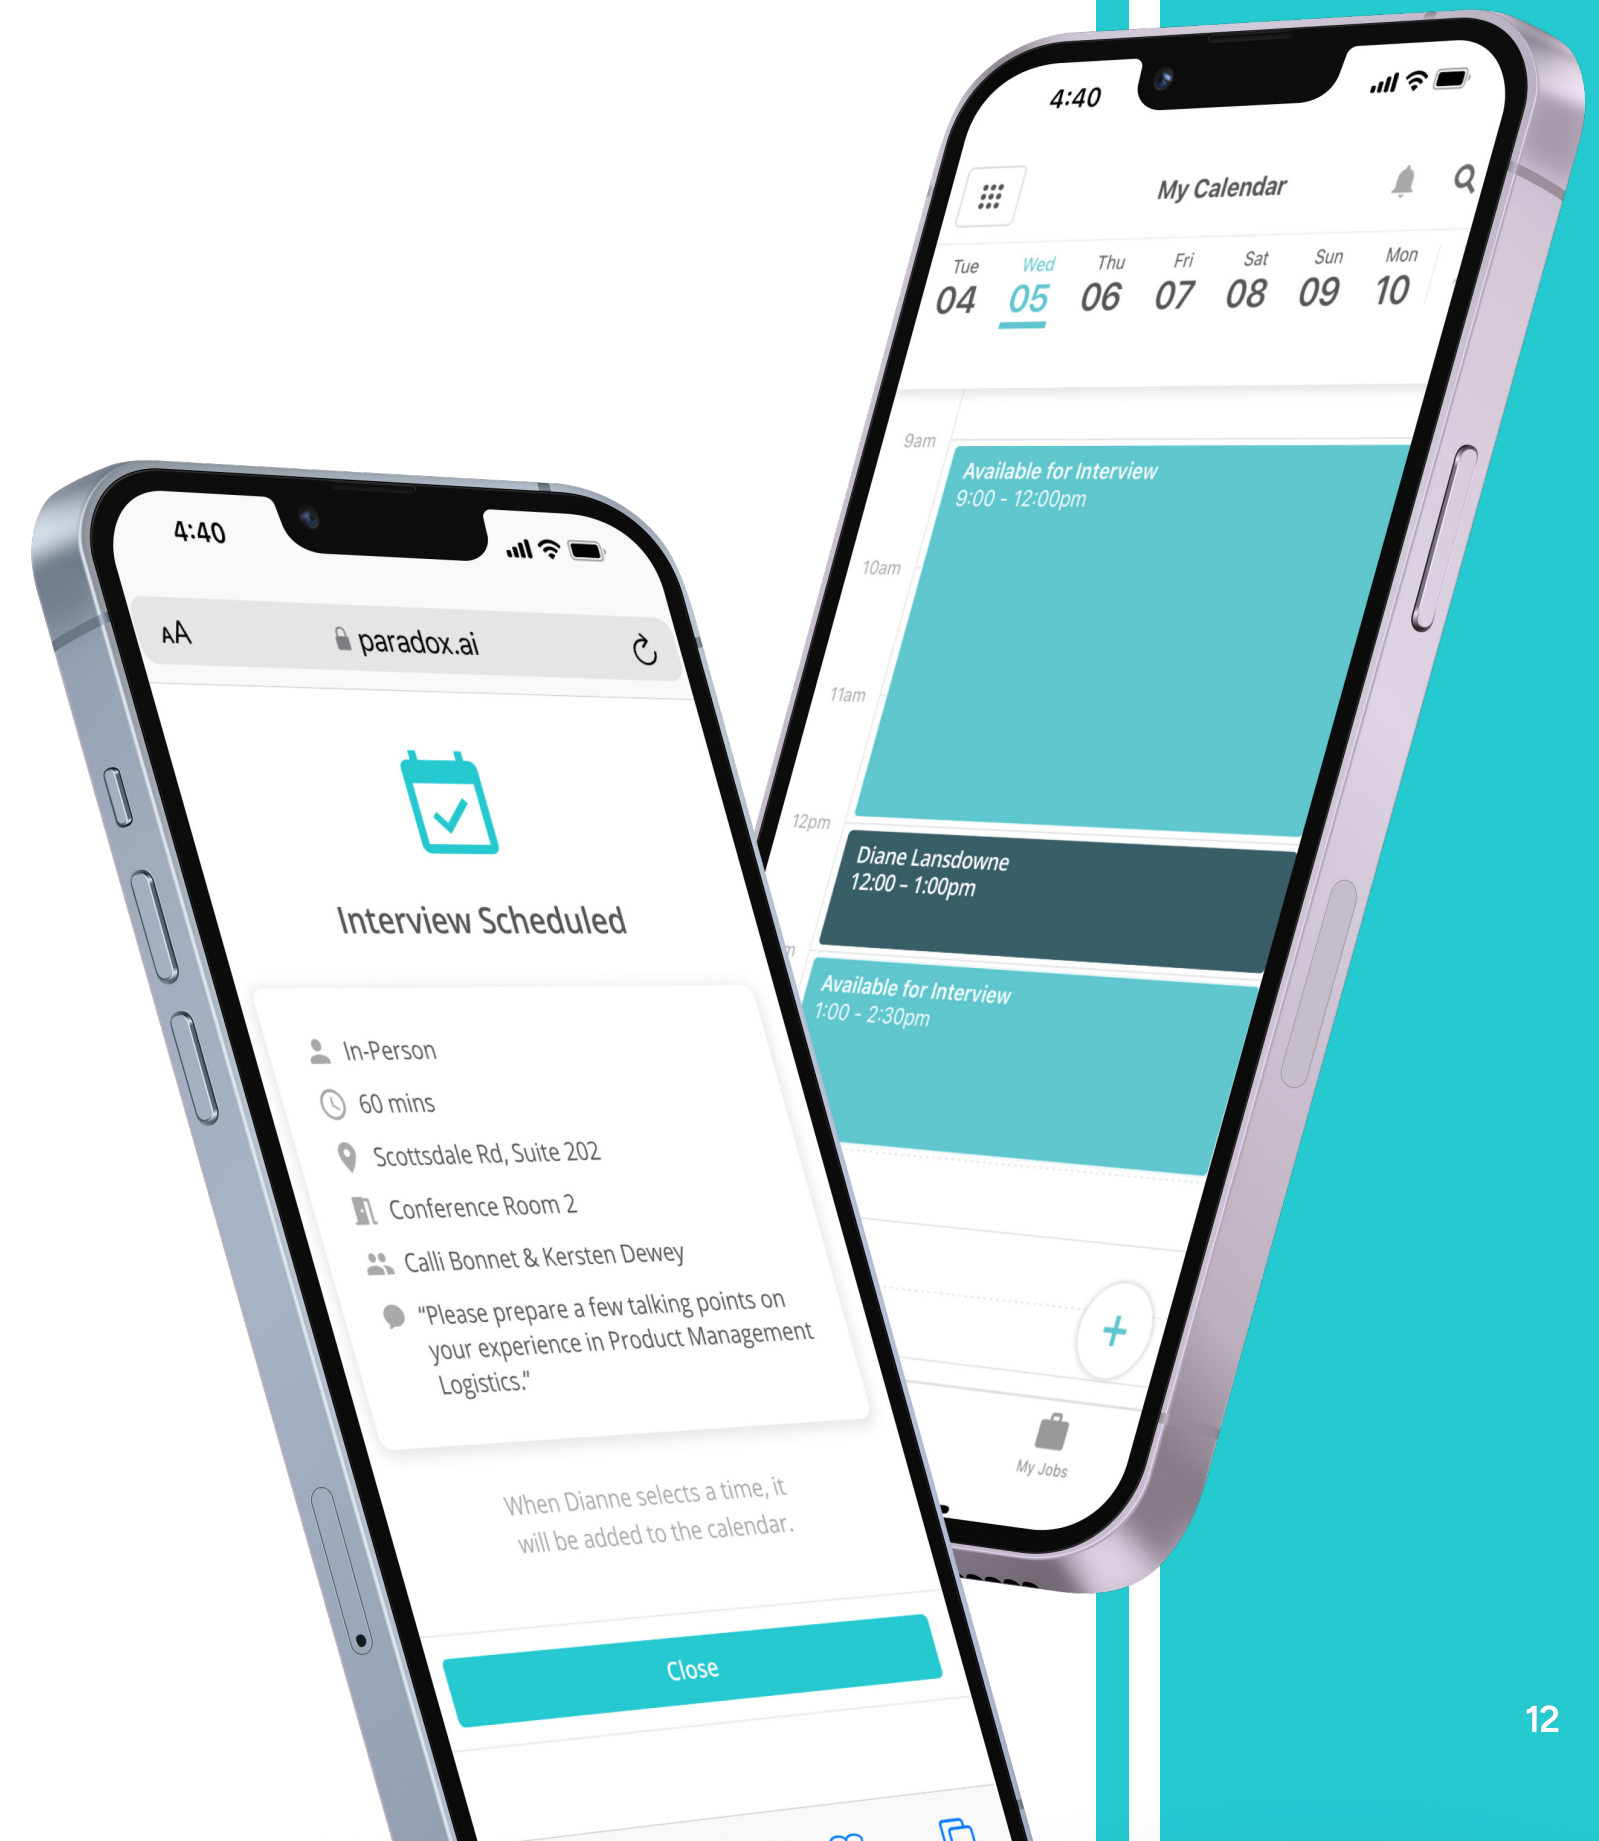 4:40
My Calendar
Tue Wed Thu Fri Sat Sun Mon
04 05 06 07 08 09 10
9am
Available for Interview
9:00 - 12:00pm
10am
11am
12pm
Diane Lansdowne
12:00 – 1:00pm
Available for Interview
1:00 - 2:30pm
My Jobs
4:40
AA
paradox.ai
Interview Scheduled
In-Person
60 mins
Scottsdale Rd, Suite 202
Conference Room 2
Calli Bonnet & Kersten Dewey
“Please prepare a few talking points on
your experience in Product Management
Logistics.”
When Dianne selects a time, it
will be added to the calendar.
Close
12